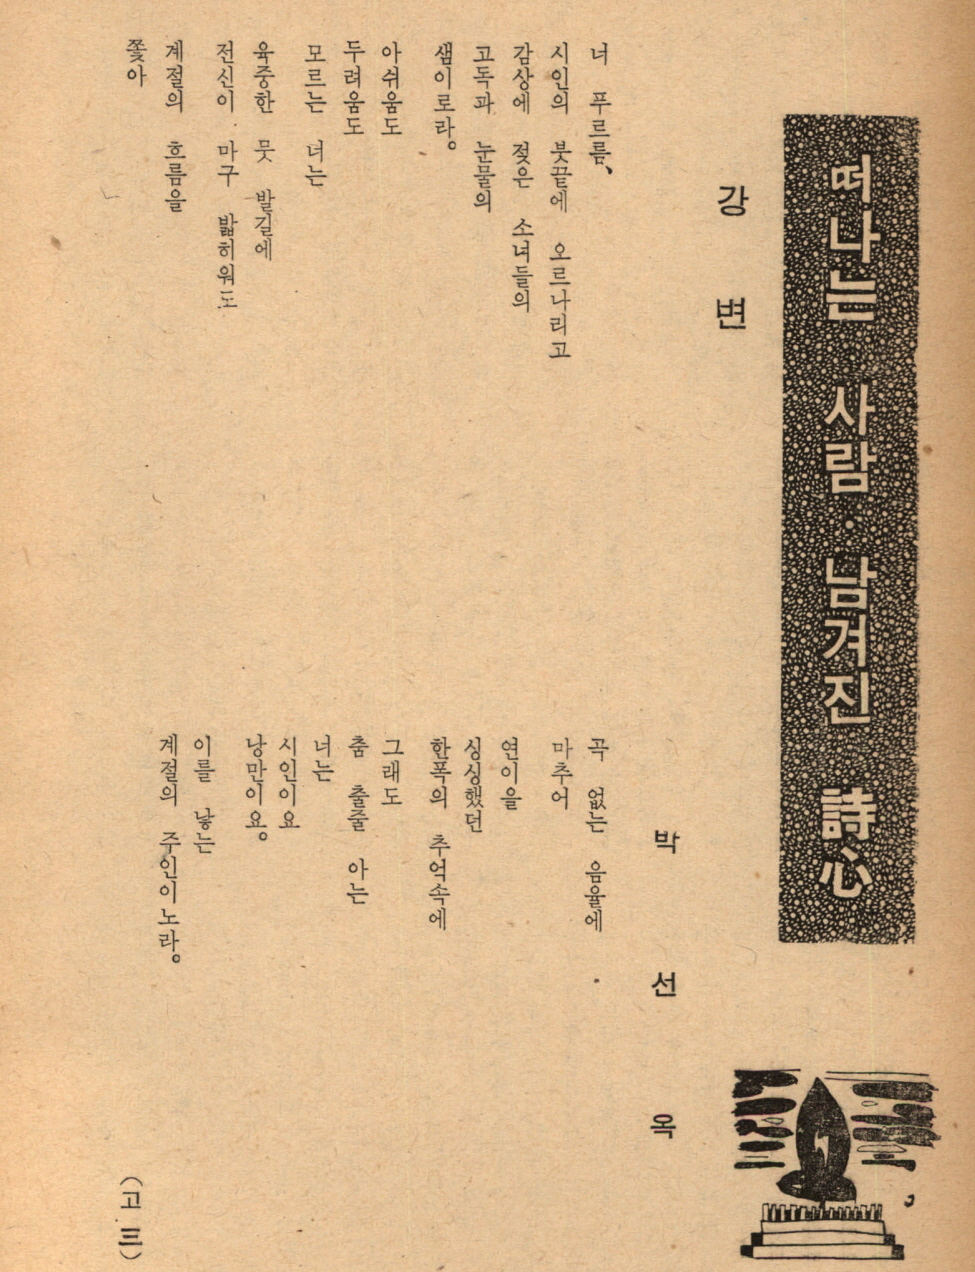 떠나는 사람·남겨진 詩心
강변
박선옥
너 푸르름、
시인의 붓끝에 오르나리고
감상에 젖은 소녀들의
고독과 눈물의
샘이로라。
아쉬움도
두려움도
모르는 너는
육중한 뭇 발길에
전신이 마구 밟히워도
계절의 흐름을
쫓아
곡 없는 음율에
마추어
연이을
싱싱했던
한폭의 추억속에
그래도
춤 출줄 아는
너는
시인이요
낭만이요。
이를 낳는
계절의 주인이노라。
(고 三)